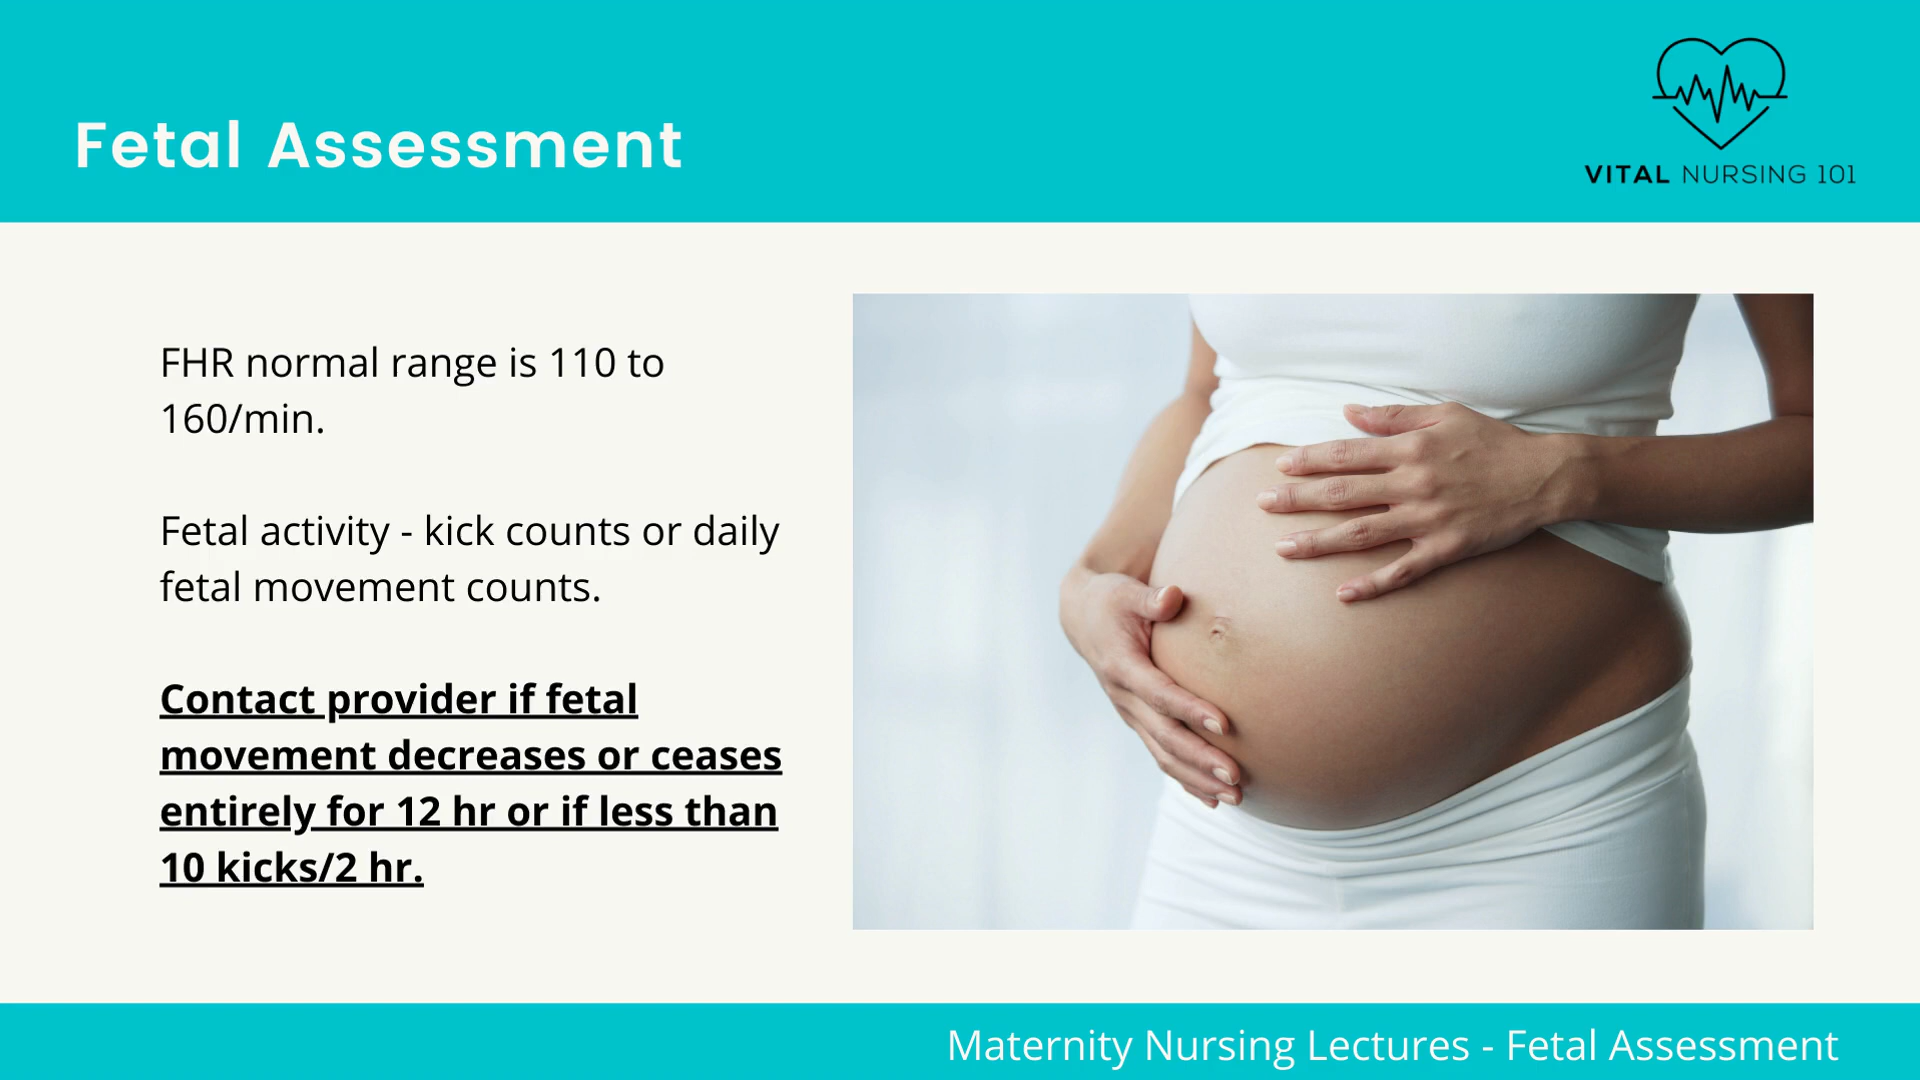 Fetal Assessment
VITAL NURSING 101
FHR normal range is 110 to
160/min.
Fetal activity - kick counts or daily
fetal movement counts.
Contact provider if fetal
movement decreases or ceases
entirely for 12 hr or if less than
10 kicks/2 hr.
Maternity Nursing Lectures - Fetal Assessment